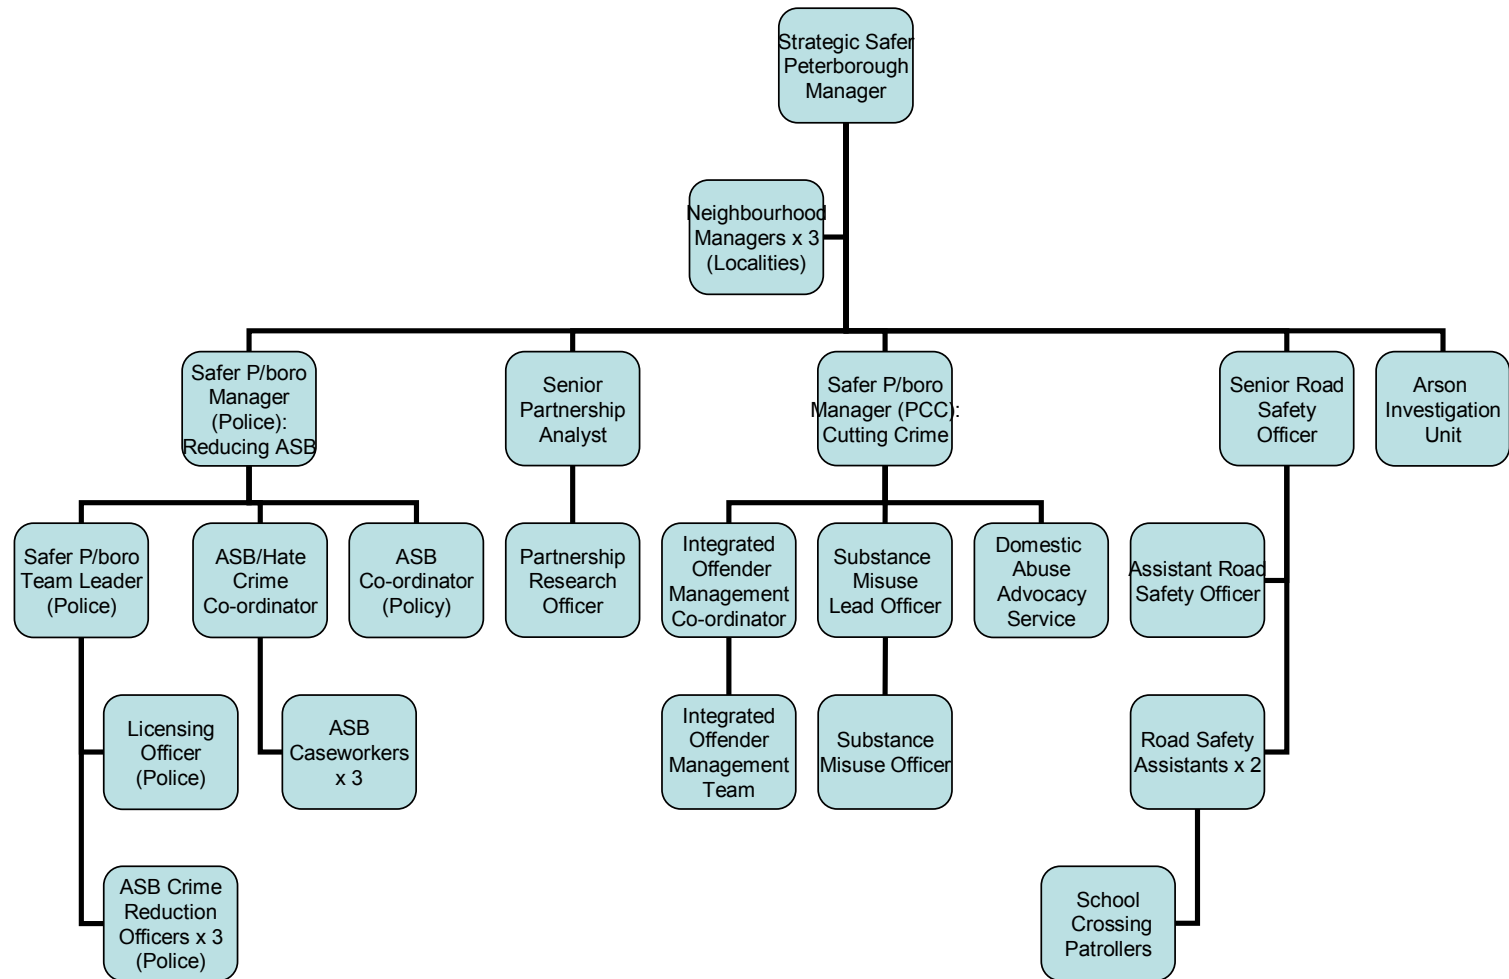 Strategic Safer
Peterborough
Manager
Neighbourhood
Managers x 3
(Localities)
Safer P/boro
Manager
(Police):
Reducing ASB
Senior
Partnership
Analyst
Safer P/boro
Manager (PCC):
Cutting Crime
Senior Road
Safety
Officer
Arson
Investigation
Unit
Safer P/boro
Team Leader
(Police)
ASB/Hate
Crime
Co-ordinator
ASB
Co-ordinator
(Policy)
Partnership
Research
Officer
Integrated
Offender
Management
Co-ordinator
Substance
Misuse
Lead Officer
Domestic
Abuse
Advocacy
Service
Assistant Road
Safety Officer
Licensing
Officer
(Police)
ASB
Caseworkers
x 3
Integrated
Offender
Management
Team
Substance
Misuse Officer
Road Safety
Assistants x 2
ASB Crime
Reduction
Officers x 3
(Police)
School
Crossing
Patrollers